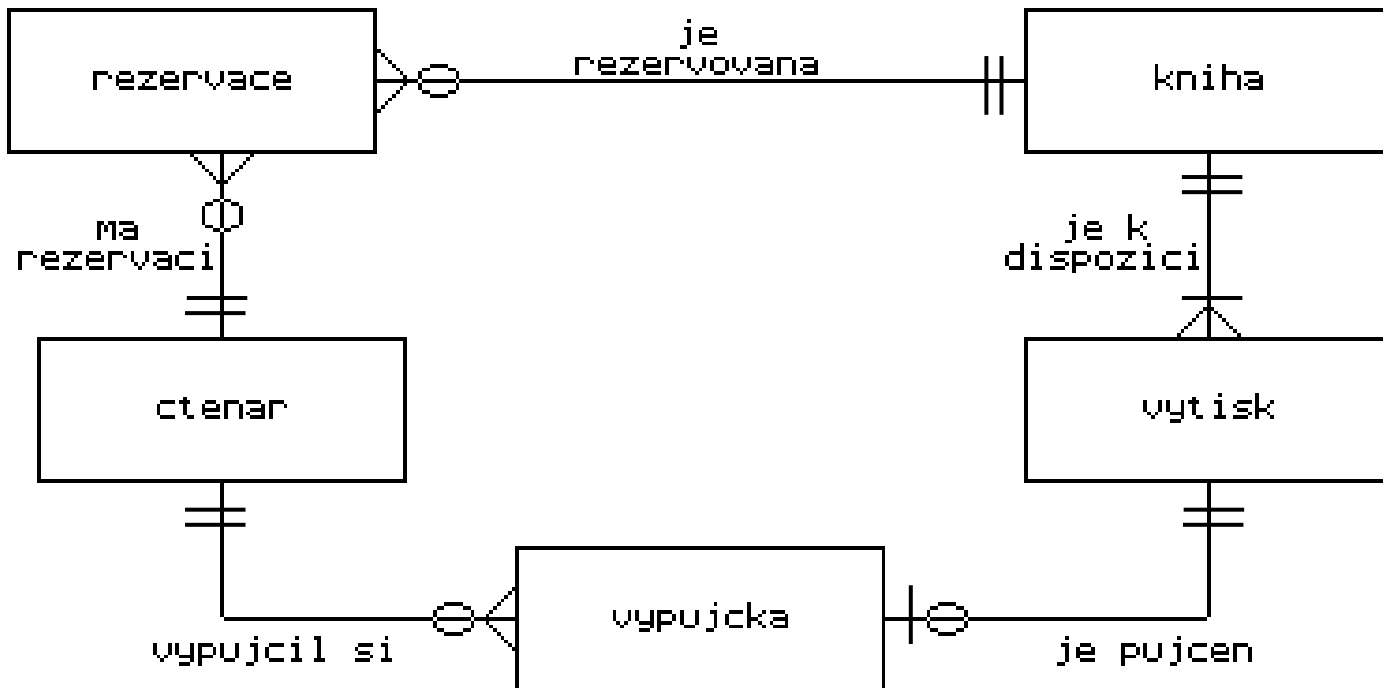 je
rezervace
rezervovana
kniha
ma
rezervaci
je k
dispozici
ctenar
vytisk
vypujcka
vypujcil si
je pujcen